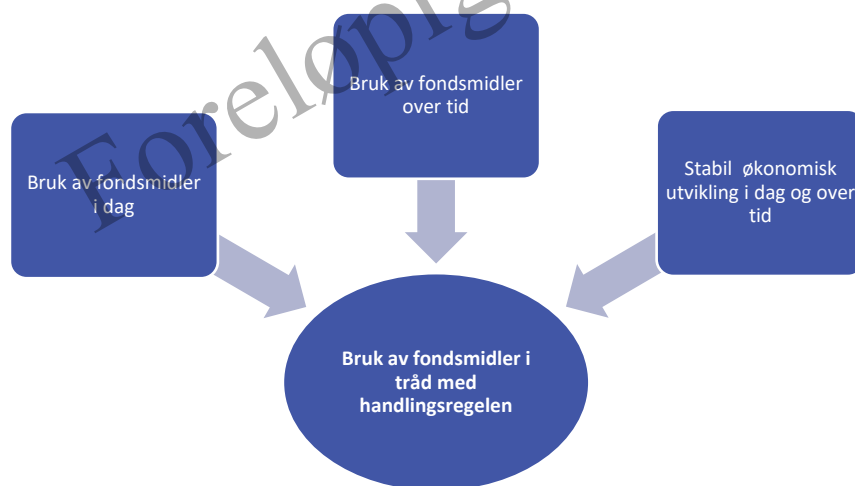 Foreløpig
Bruk av fondsmidler
over tid
Bruk av fondsmidler
i dag
Stabil økonomisk
utvikling i dag og over
tid
Bruk av fondsmidler i
tråd med
handlingsregelen